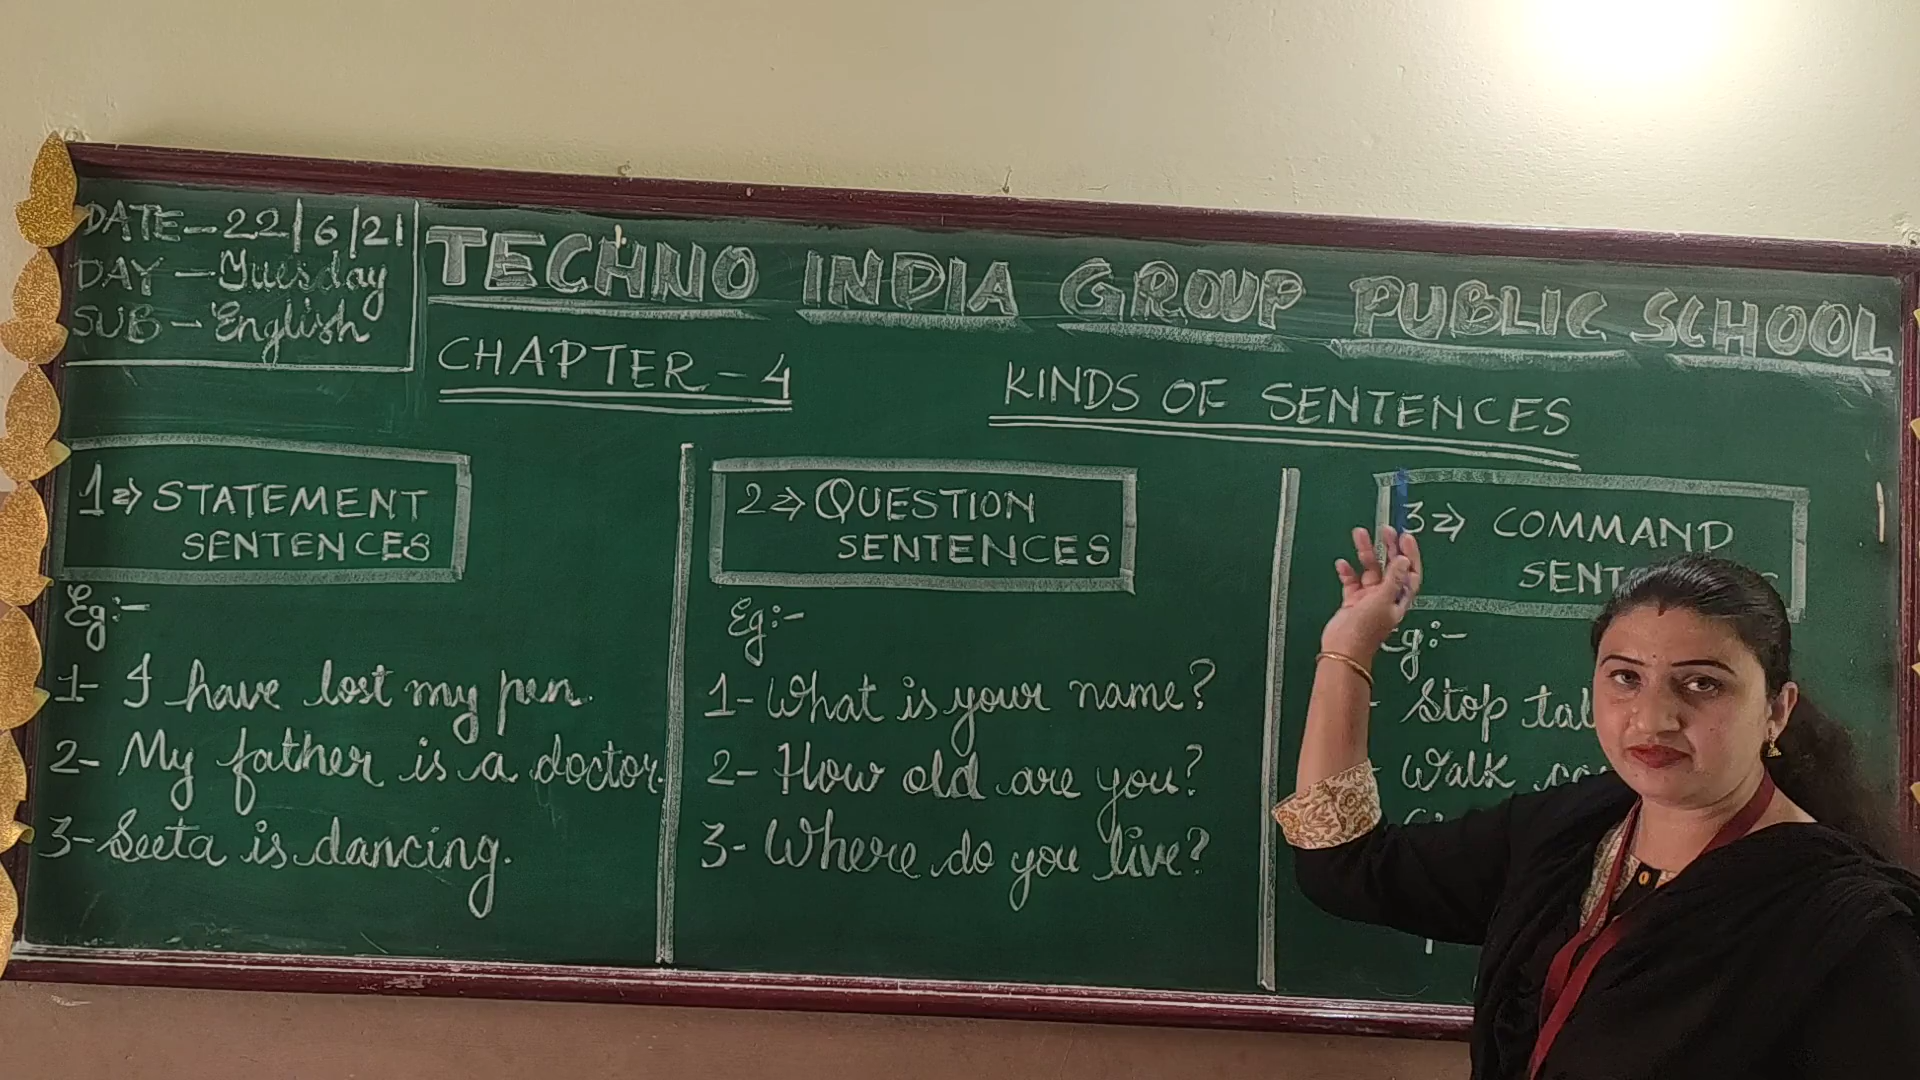 DATE - 22/6/21
DAY - Tuesday
SUB - English
TECHNO INDIA GROUP PUBLIC SCHOOL
CHAPTER - 4
KINDS OF SENTENCES
1⇒ STATEMENT
SENTENCES
Eg:-
1- I have lost my pen.
2- My father is a doctor.
3- Seeta is dancing.
2⇒ QUESTION
SENTENCES
Eg:-
1- What is your name?
2- How old are you?
3- Where do you live?
3⇒ COMMAND
Eg:-
Stop
Walk